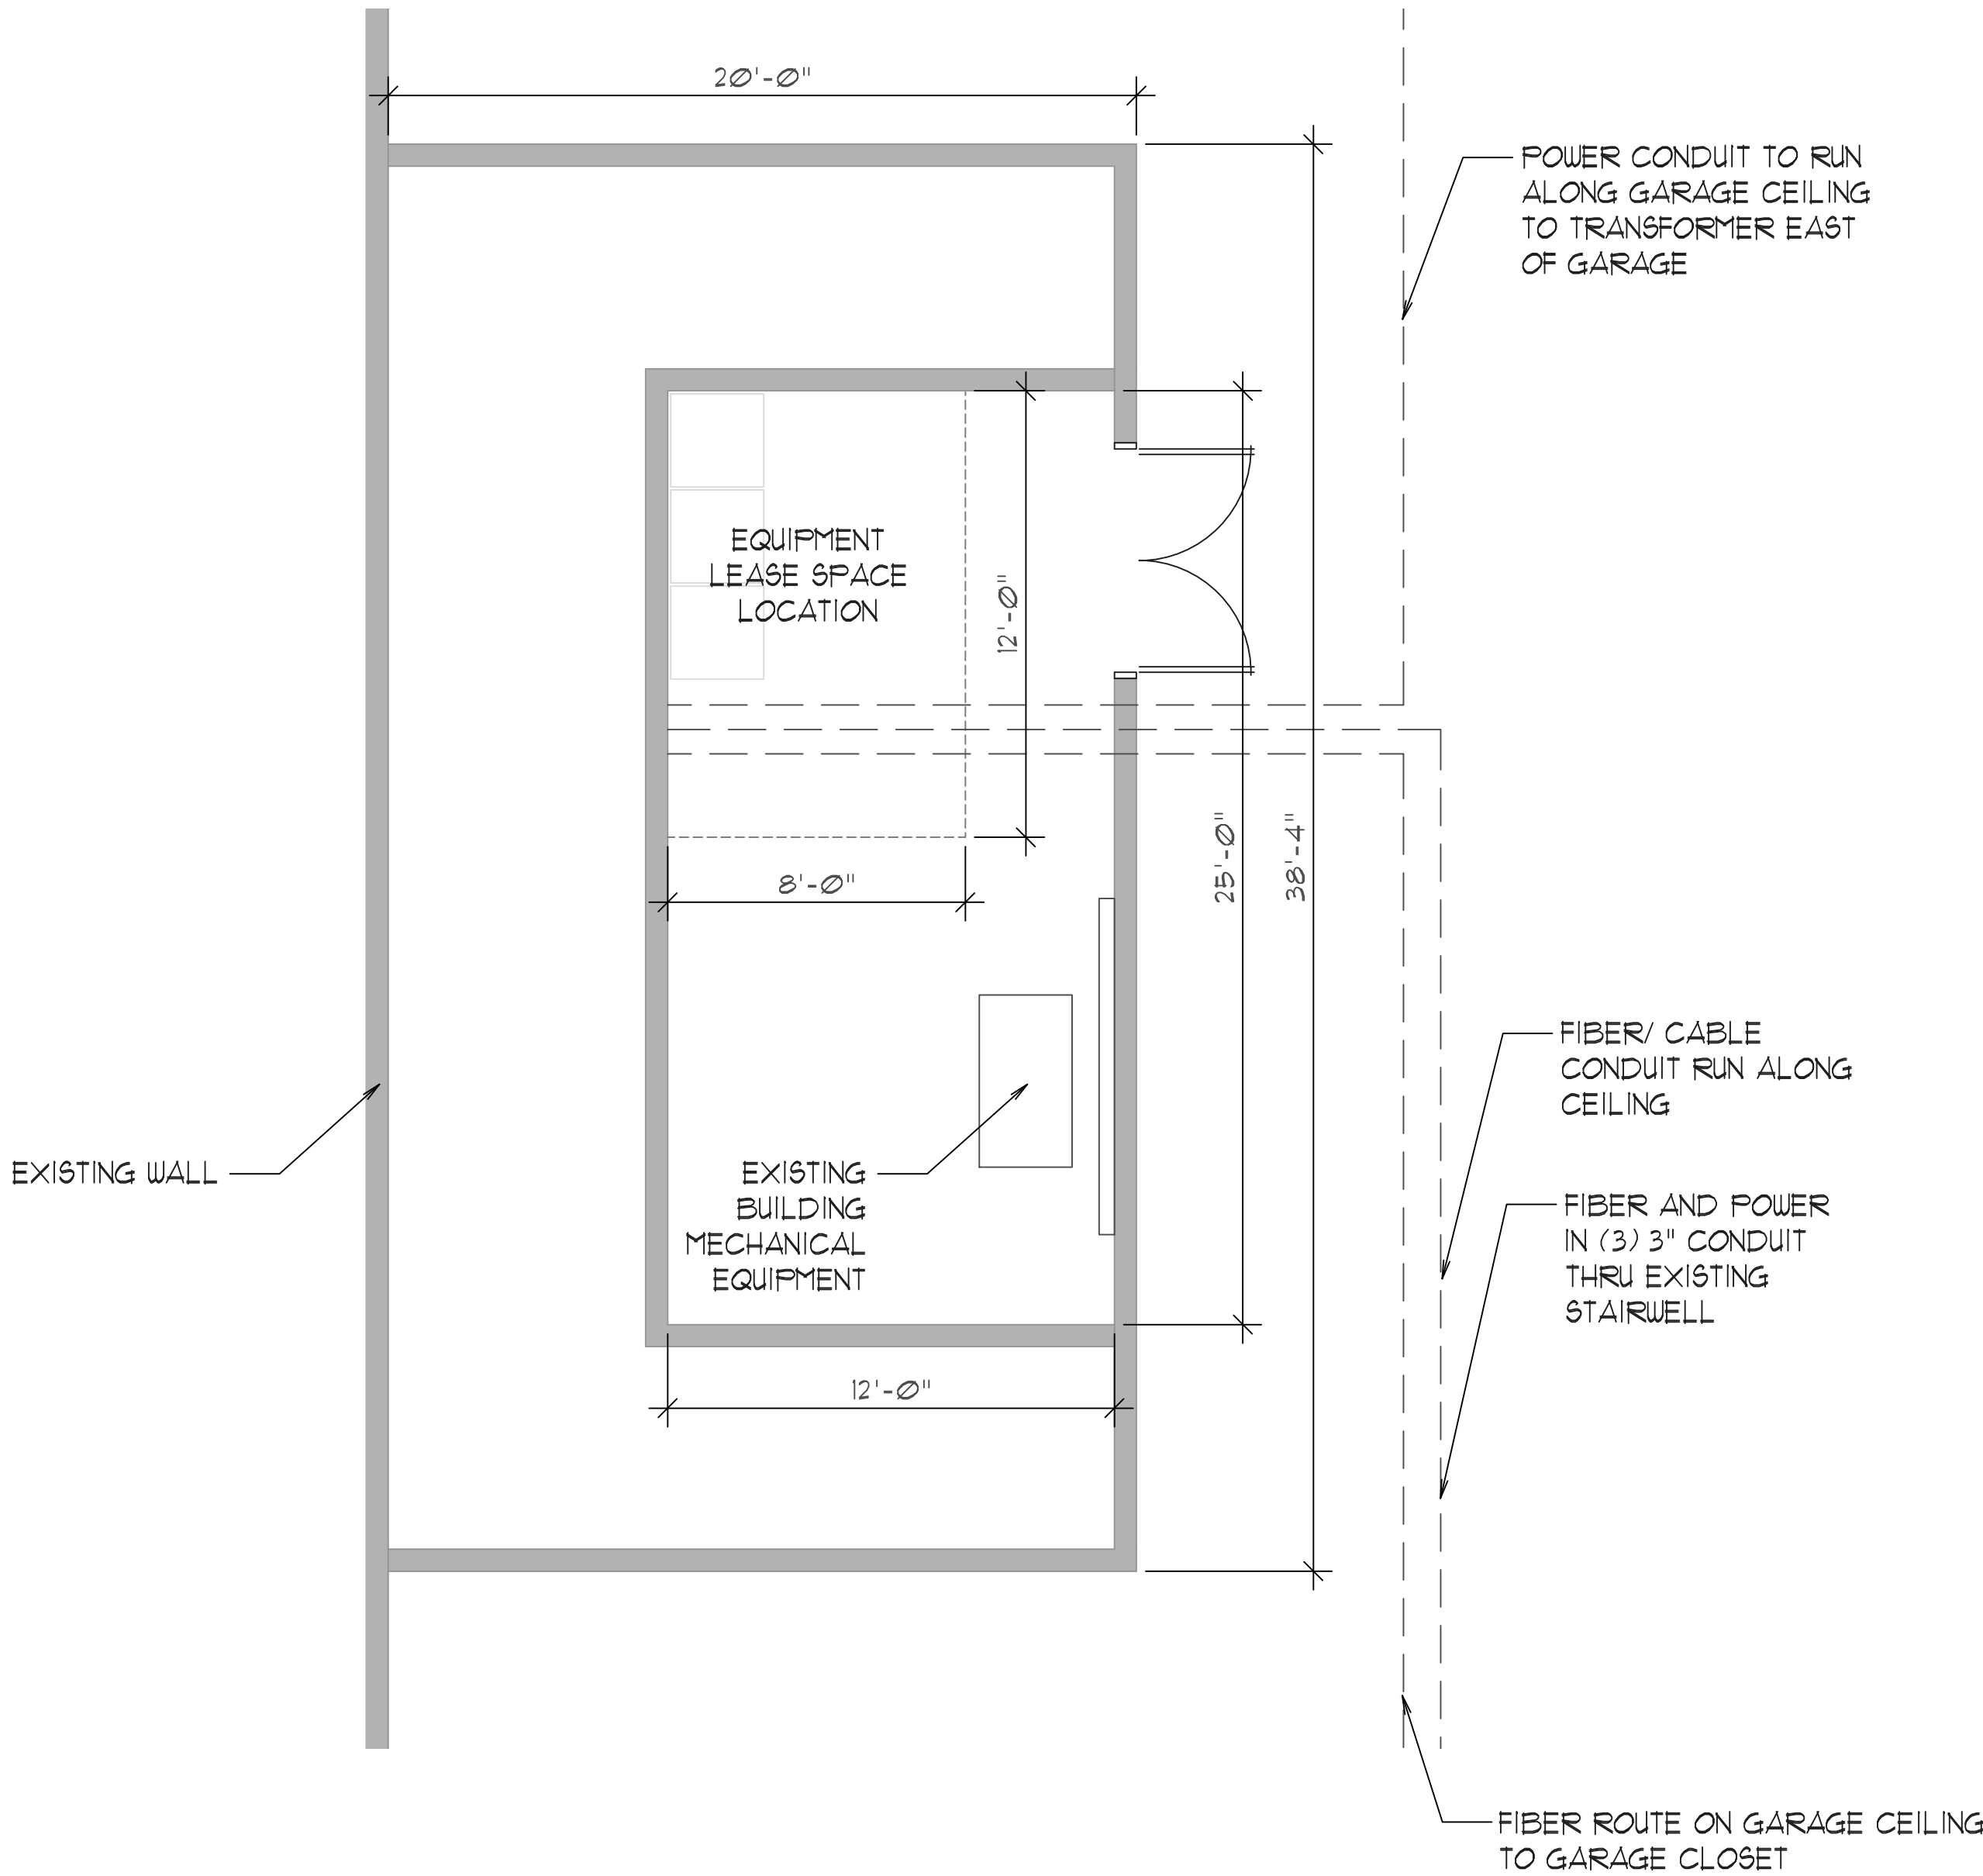 20'-0"
POWER CONDUIT TO RUN
ALONG GARAGE CEILING
TO TRANSFORMER EAST
OF GARAGE
EQUIPMENT
LEASE SPACE
LOCATION
12'-0"
25'-0"
38'-4"
8'-0"
FIBER/ CABLE
CONDUIT RUN ALONG
CEILING
EXISTING WALL
EXISTING
BUILDING
MECHANICAL
EQUIPMENT
FIBER AND POWER
IN (3) 3" CONDUIT
THRU EXISTING
STAIRWELL
12'-0"
FIBER ROUTE ON GARAGE CEILING
TO GARAGE CLOSET